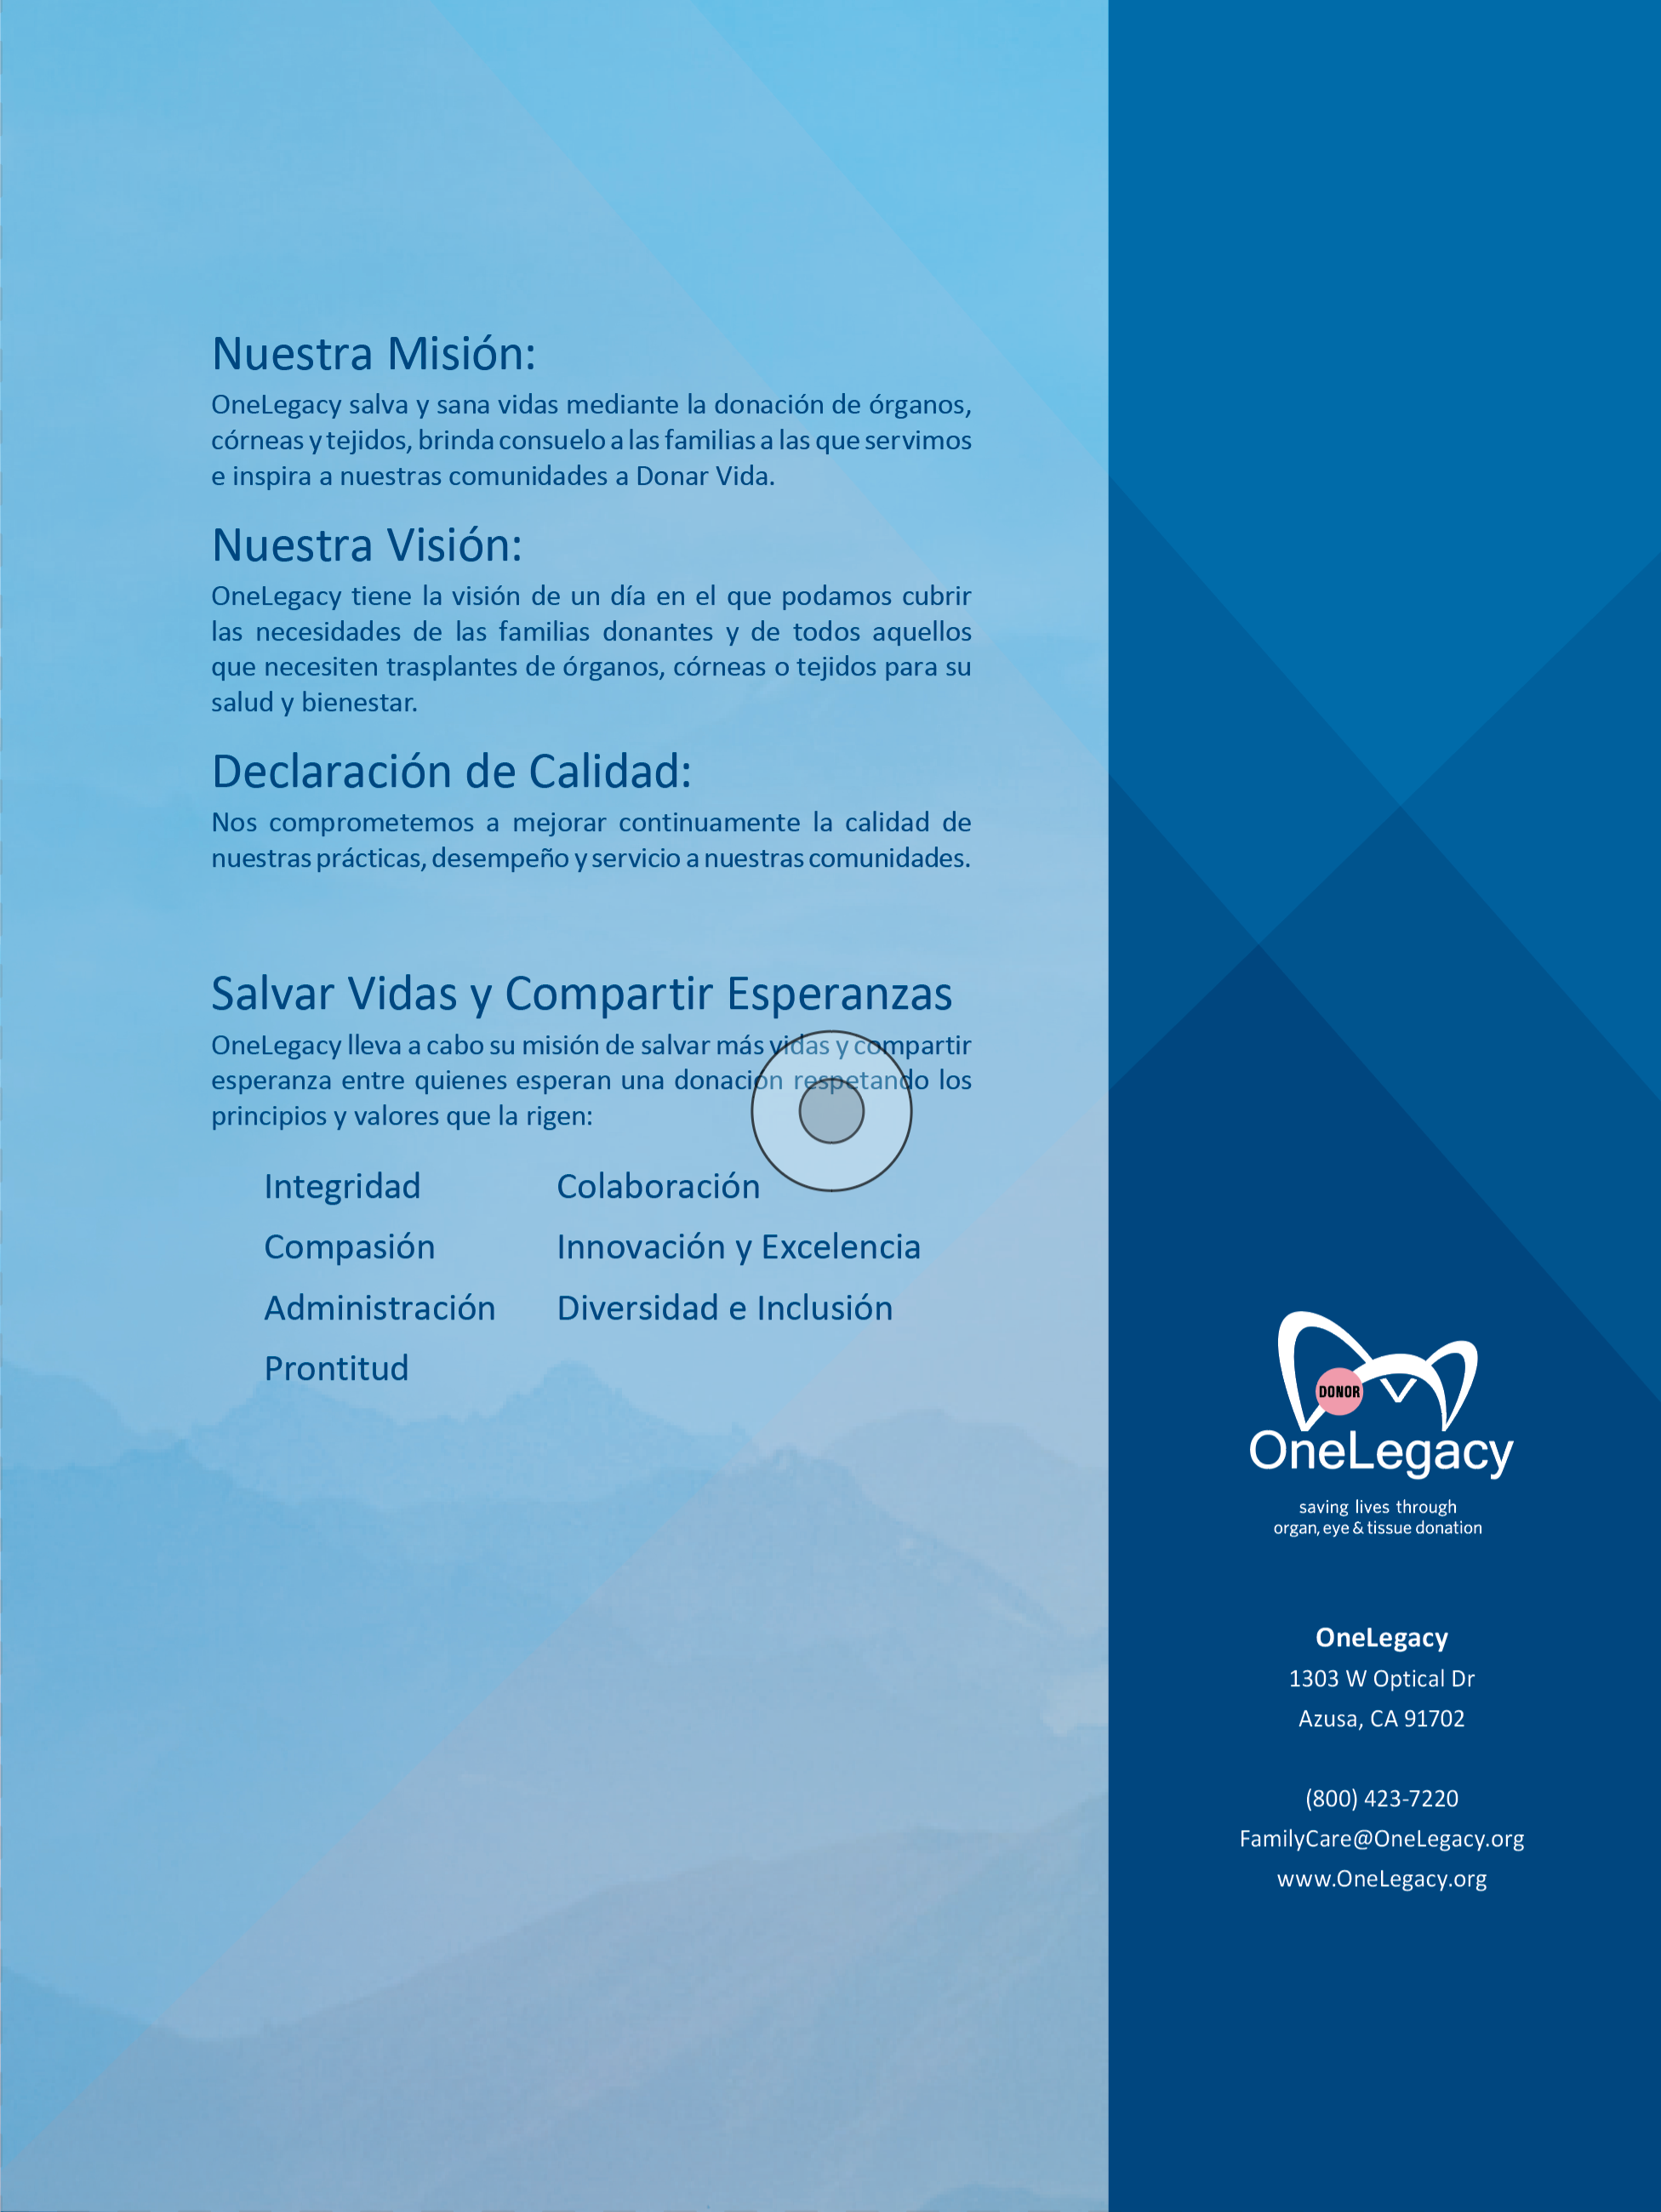 Nuestra Misión:
OneLegacy salva y sana vidas mediante la donación de órganos,
córneas y tejidos, brinda consuelo a las familias a las que servimos
e inspira a nuestras comunidades a Donar Vida.
Nuestra Visión:
OneLegacy tiene la visión de un día en el que podamos cubrir
las necesidades de las familias donantes y de todos aquellos
que necesiten trasplantes de órganos, córneas o tejidos para su
salud y bienestar.
Declaración de Calidad:
Nos comprometemos a mejorar continuamente la calidad de
nuestras prácticas, desempeño y servicio a nuestras comunidades.
Salvar Vidas y Compartir Esperanzas
OneLegacy lleva a cabo su misión de salvar más vidas y compartir
esperanza entre quienes esperan una donación respetando los
principios y valores que la rigen:
Integridad
Compasión
Administración
Prontitud
Colaboración
Innovación y Excelencia
Diversidad e Inclusión
DONOR
OneLegacy
saving lives through
organ, eye & tissue donation
OneLegacy
1303 W Optical Dr
Azusa, CA 91702
(800) 423-7220
FamilyCare@OneLegacy.org
www.OneLegacy.org